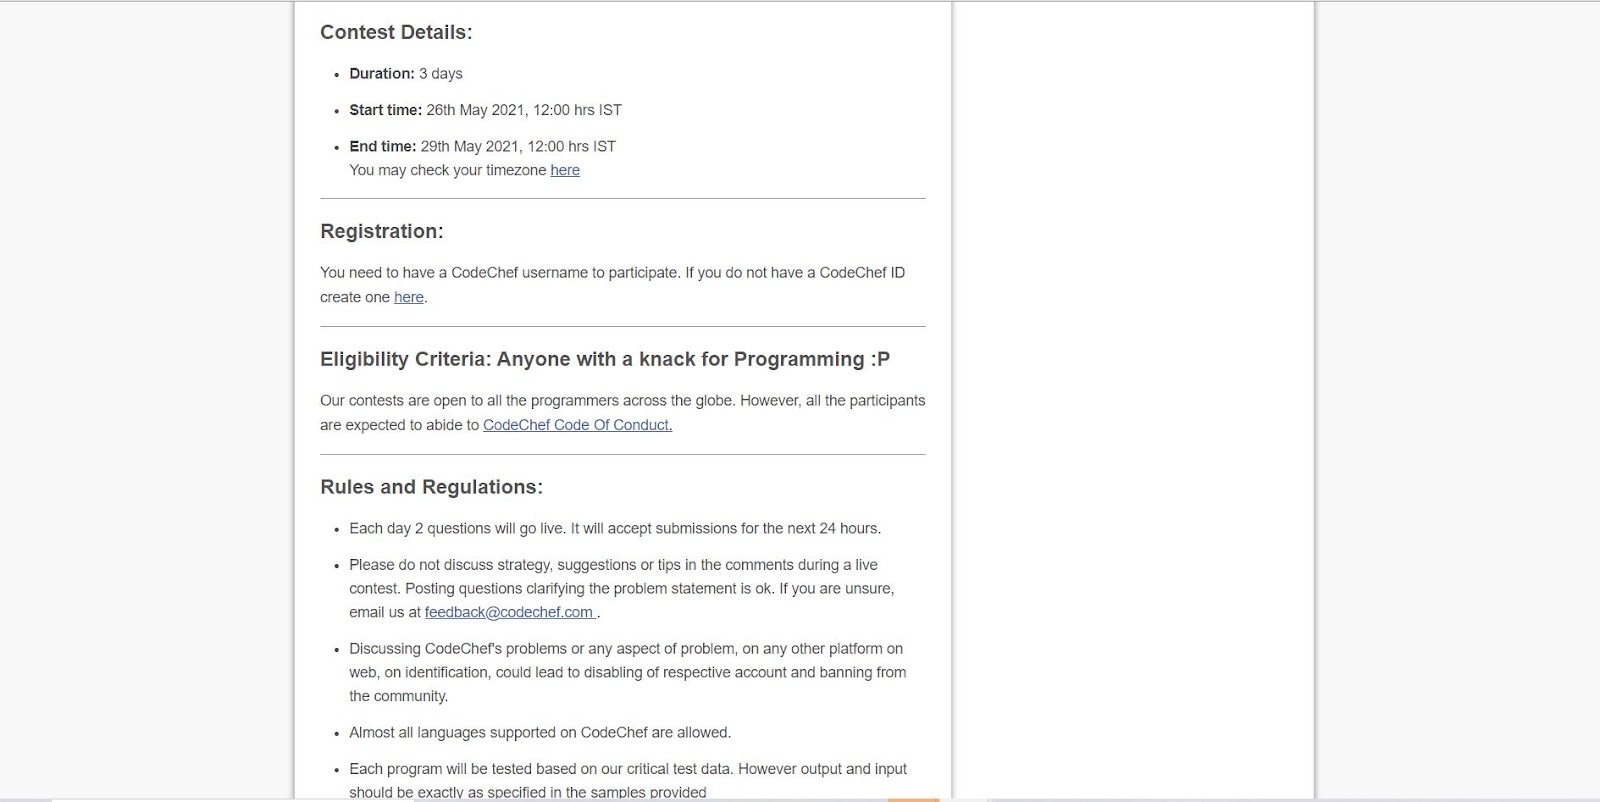 Contest Details:
Duration: 3 days
Start time: 26th May 2021, 12:00 hrs IST
End time: 29th May 2021, 12:00 hrs IST
You may check your timezone here
Registration:
You need to have a CodeChef username to participate. If you do not have a CodeChef ID
create one here.
Eligibility Criteria: Anyone with a knack for Programming :P
Our contests are open to all the programmers across the globe. However, all the participants
are expected to abide to CodeChef Code Of Conduct.
Rules and Regulations:
Each day 2 questions will go live. It will accept submissions for the next 24 hours.
Please do not discuss strategy, suggestions or tips in the comments during a live
contest. Posting questions clarifying the problem statement is ok. If you are unsure,
email us at feedback@codechef.com .
Discussing CodeChef's problems or any aspect of problem, on any other platform on
web, on identification, could lead to disabling of respective account and banning from
the community.
Almost all languages supported on CodeChef are allowed.
Each program will be tested based on our critical test data. However output and input
should be exactly as specified in the samples provided